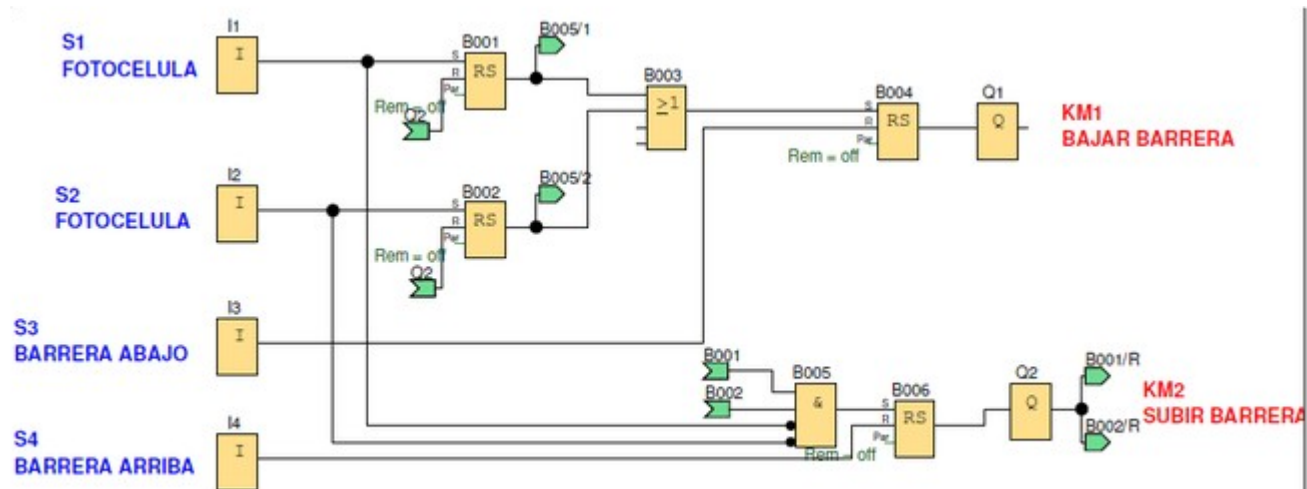 I1
S1
FOTOCELULA
I
B001
S
R
Par
RS
Rem = off
Q2
B005/1
B003
≥1
B004
S
R
Par
RS
Rem = off
Q1
Q
KM1
BAJAR BARRERA
I2
S2
FOTOCELULA
I
B002
S
R
Par
RS
Rem = off
Q2
B005/2
I3
S3
BARRERA ABAJO
I
B001
B002
B005
&
B006
S
R
Par
RS
Rem = off
Q2
Q
B001/R
B002/R
KM2
SUBIR BARRERA
I4
S4
BARRERA ARRIBA
I